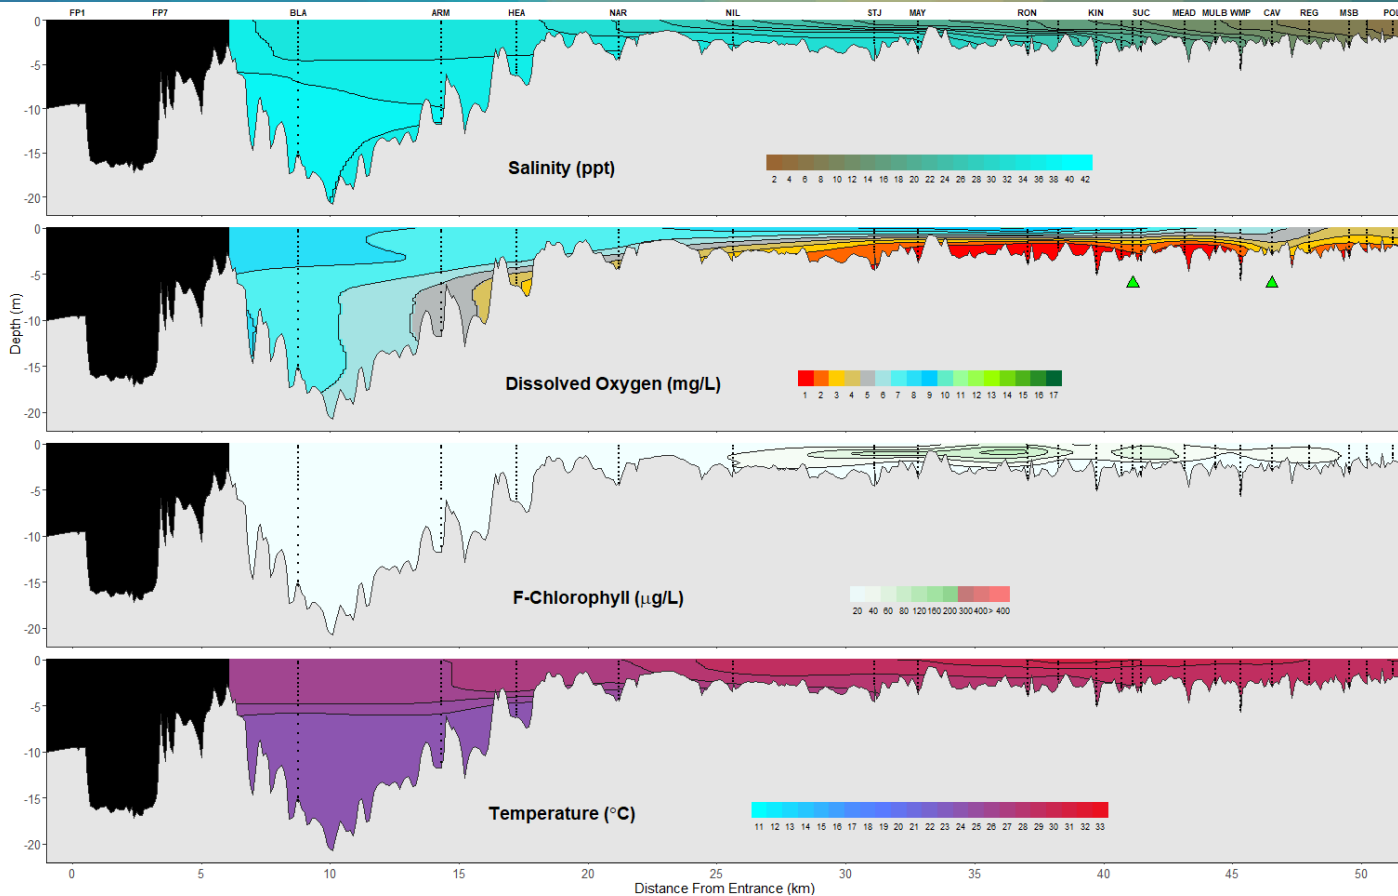 FP1 FP7 BLA ARM HEA NAR NIL STJ MAY RON KIN SUC MEAD MULB WMP CAV REG MSB POL
0
-5
-10
-15
-20
Salinity (ppt)
2 4 6 8 10 12 14 16 18 20 22 24 26 28 30 32 34 36 38 40 42
0
-5
-10
-15
-20
Depth (m)
Dissolved Oxygen (mg/L)
1 2 3 4 5 6 7 8 9 10 11 12 13 14 15 16 17
0
-5
-10
-15
-20
F-Chlorophyll (μg/L)
20 40 60 80 120 160 200 300 400 > 400
0
-5
-10
-15
-20
Temperature (°C)
11 12 13 14 15 16 17 18 19 20 21 22 23 24 25 26 27 28 29 30 31 32 33
0 5 10 15 20 25 30 35 40 45 50
Distance From Entrance (km)